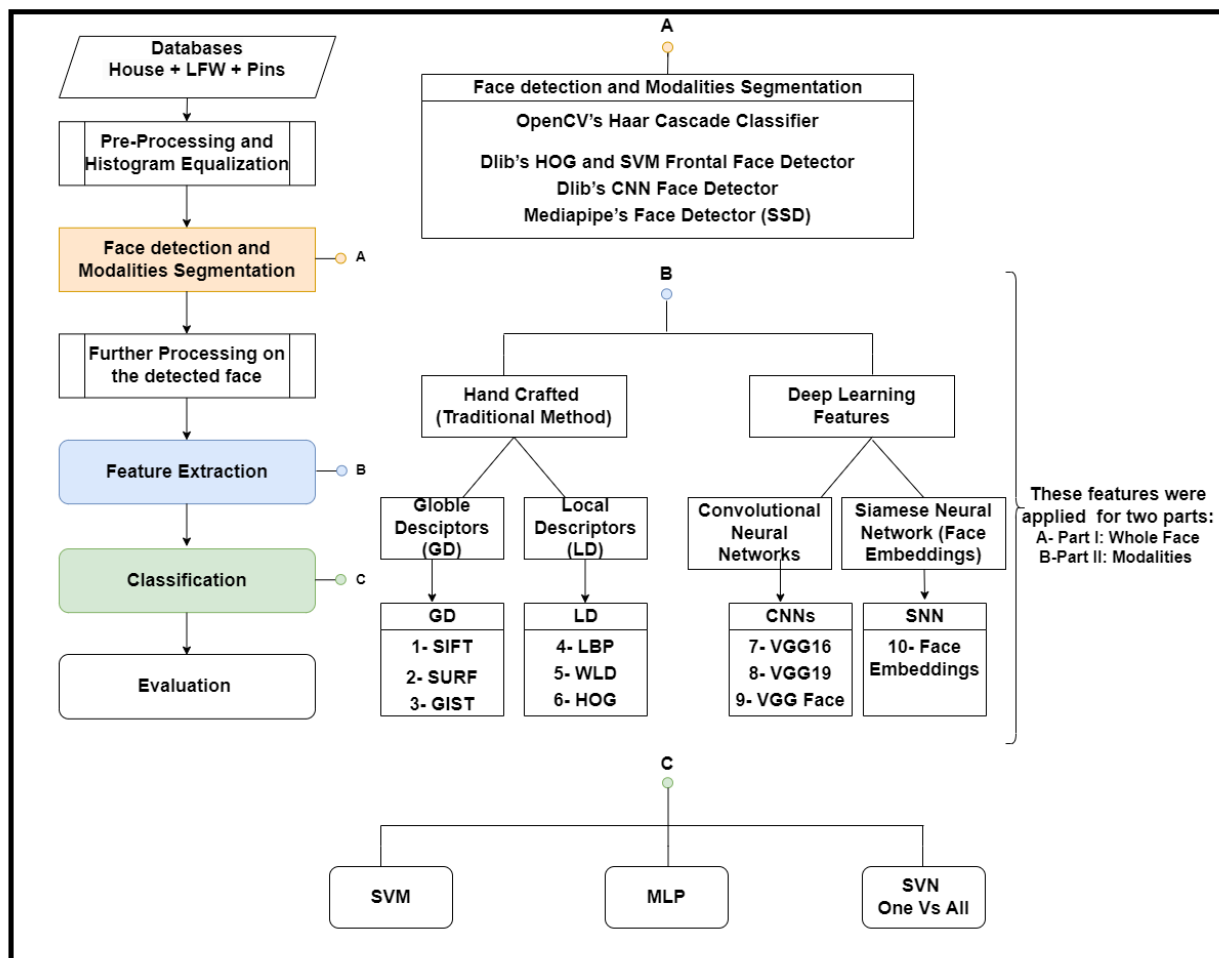 Databases
House + LFW + Pins
Pre-Processing and
Histogram Equalization
Face detection and
Modalities Segmentation
A
Further Processing on
the detected face
Feature Extraction
B
Classification
C
Evaluation
A
Face detection and Modalities Segmentation
OpenCV's Haar Cascade Classifier
Dlib's HOG and SVM Frontal Face Detector
Dlib's CNN Face Detector
Mediapipe's Face Detector (SSD)
B
Hand Crafted
(Traditional Method)
Deep Learning
Features
Globle
Desciptors
(GD)
Local
Descriptors
(LD)
Convolutional
Neural
Networks
Siamese Neural
Network (Face
Embeddings)
GD
1- SIFT
2- SURF
3- GIST
LD
4- LBP
5- WLD
6- HOG
CNNs
7- VGG16
8- VGG19
9- VGG Face
SNN
10- Face
Embeddings
These features were
applied for two parts:
A- Part I: Whole Face
B-Part II: Modalities
C
SVM
MLP
SVN
One Vs All